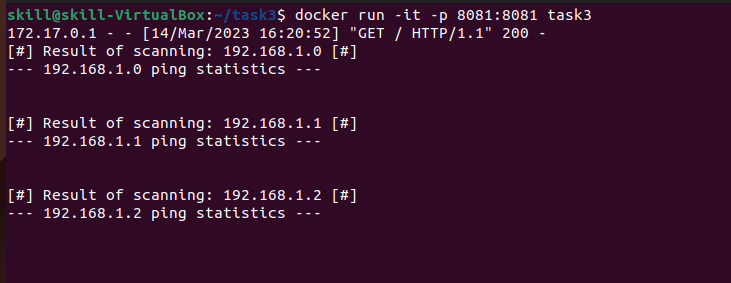 skill@skill-VirtualBox:~/task3$ docker run -it -p 8081:8081 task3
172.17.0.1 - - [14/Mar/2023 16:20:52] "GET / HTTP/1.1" 200 -
[#] Result of scanning: 192.168.1.0 [#]
--- 192.168.1.0 ping statistics ---
[#] Result of scanning: 192.168.1.1 [#]
--- 192.168.1.1 ping statistics ---
[#] Result of scanning: 192.168.1.2 [#]
--- 192.168.1.2 ping statistics ---